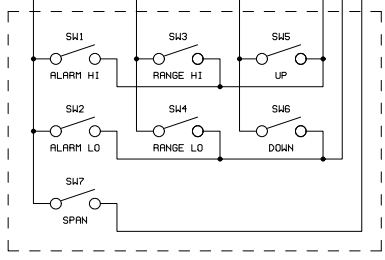 SW1 SW3 SW5
ALARM HI RANGE HI UP
SW2 SW4 SW6
ALARM LO RANGE LO DOWN
SW7
SPAN